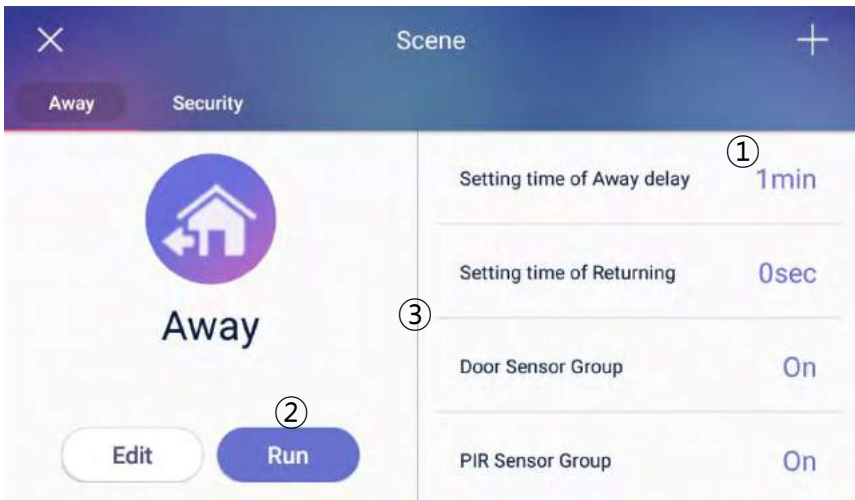 Scene
Away Security
①
Setting time of Away delay 1min
Setting time of Returning 0sec
③
Away
Door Sensor Group On
②
Edit Run
PIR Sensor Group On